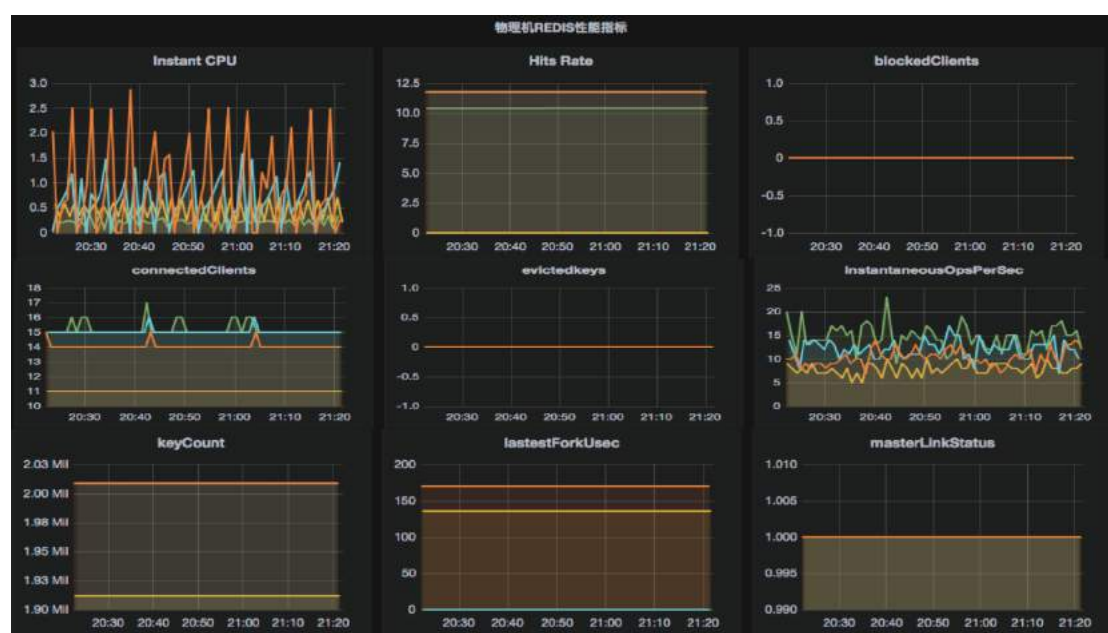 物理机REDIS性能指标
Instant CPU
3.0
2.5
2.0
1.5
1.0
0.5
0
20:30 20:40 20:50 21:00 21:10 21:20
Hits Rate
12.5
10.0
7.5
5.0
2.5
0
20:30 20:40 20:50 21:00 21:10 21:20
blockedClients
1.0
0.5
0
-0.5
-1.0
20:30 20:40 20:50 21:00 21:10 21:20
connectedClients
18
17
16
15
14
13
12
11
10
20:30 20:40 20:50 21:00 21:10 21:20
evictedkeys
1.0
0.5
0
-0.5
-1.0
20:30 20:40 20:50 21:00 21:10 21:20
InstantaneousOpsPerSec
25
20
15
10
5
0
20:30 20:40 20:50 21:00 21:10 21:20
keyCount
2.03 Mil
2.00 Mil
1.98 Mil
1.95 Mil
1.93 Mil
1.90 Mil
20:30 20:40 20:50 21:00 21:10 21:20
lastestForkUsec
200
150
100
50
0
20:30 20:40 20:50 21:00 21:10 21:20
masterLinkStatus
1.010
1.005
1.000
0.995
0.990
20:30 20:40 20:50 21:00 21:10 21:20